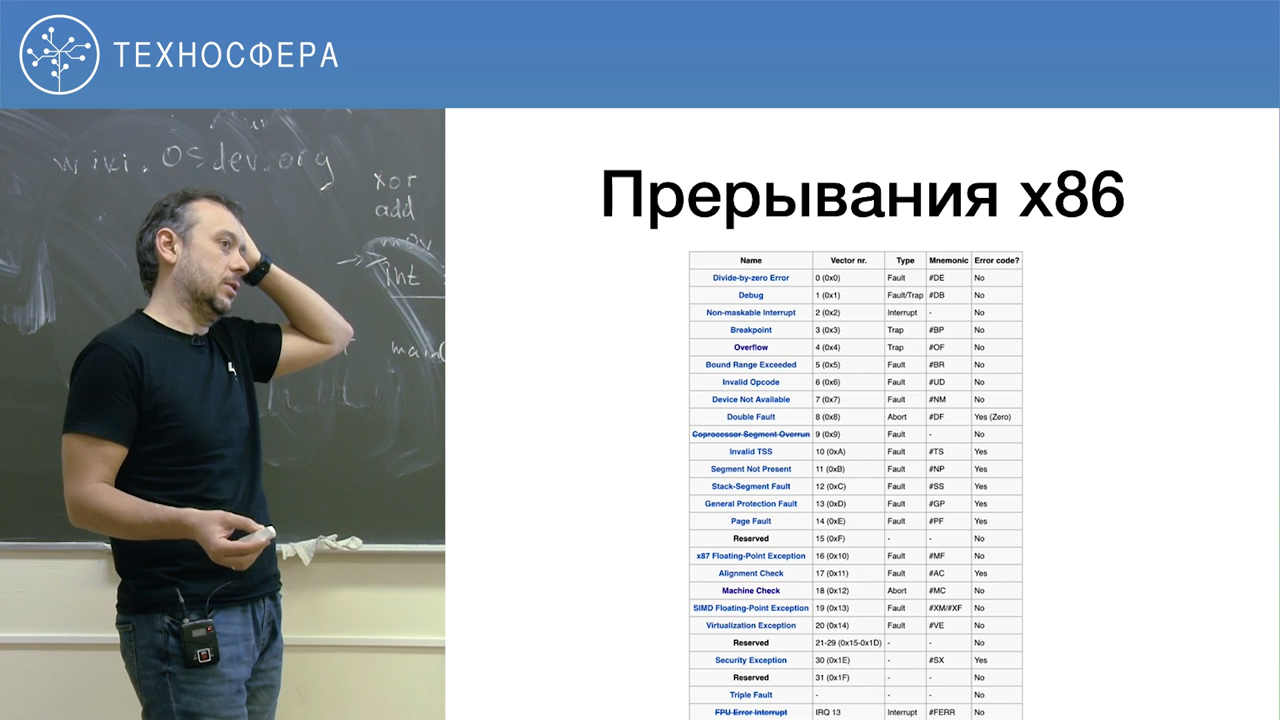 ТЕХНОСФЕРА
wiki.OSdev.org
xor
add
mov
int
main
Прерывания x86
Name Vector nr. Type Mnemonic Error code?
Divide-by-zero Error 0 (0x0) Fault #DE No
Debug 1 (0x1) Fault/Trap #DB No
Non-maskable Interrupt 2 (0x2) Interrupt - No
Breakpoint 3 (0x3) Trap #BP No
Overflow 4 (0x4) Trap #OF No
Bound Range Exceeded 5 (0x5) Fault #BR No
Invalid Opcode 6 (0x6) Fault #UD No
Device Not Available 7 (0x7) Fault #NM No
Double Fault 8 (0x8) Abort #DF Yes (Zero)
Coprocessor Segment Overrun 9 (0x9) Fault - No
Invalid TSS 10 (0xA) Fault #TS Yes
Segment Not Present 11 (0xB) Fault #NP Yes
Stack-Segment Fault 12 (0xC) Fault #SS Yes
General Protection Fault 13 (0xD) Fault #GP Yes
Page Fault 14 (0xE) Fault #PF Yes
Reserved 15 (0xF) - - No
x87 Floating-Point Exception 16 (0x10) Fault #MF No
Alignment Check 17 (0x11) Fault #AC Yes
Machine Check 18 (0x12) Abort #MC No
SIMD Floating-Point Exception 19 (0x13) Fault #XM/#XF No
Virtualization Exception 20 (0x14) Fault #VE No
Reserved 21-29 (0x15-0x1D) - - No
Security Exception 30 (0x1E) - #SX Yes
Reserved 31 (0x1F) - - No
Triple Fault - - - No
FPU Error Interrupt IRQ 13 Interrupt #FERR No